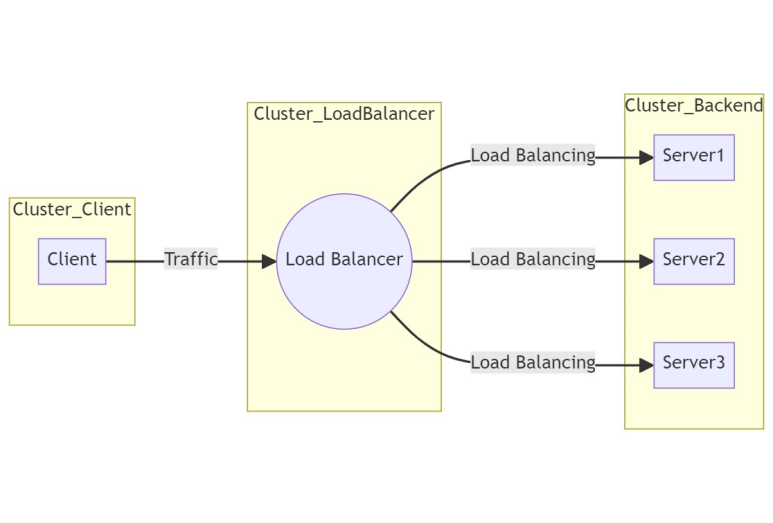 Cluster_Client
Client
Traffic
Cluster_LoadBalancer
Load Balancer
Load Balancing
Load Balancing
Load Balancing
Cluster_Backend
Server1
Server2
Server3